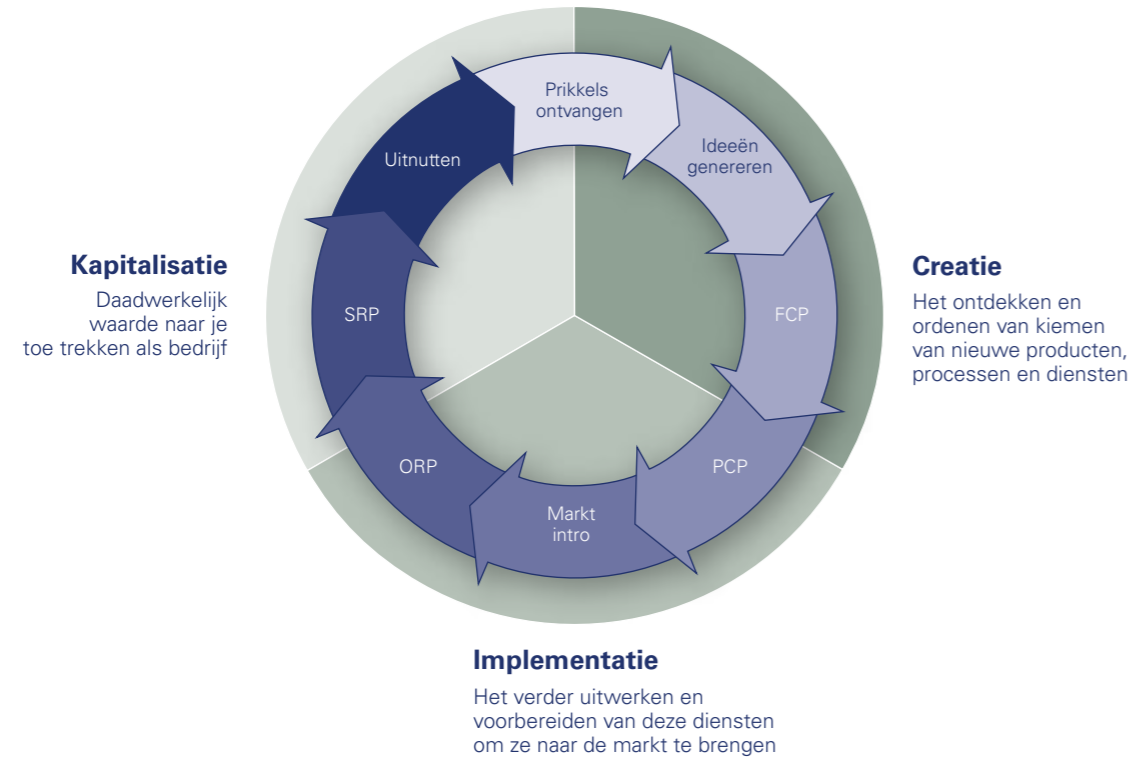 Prikkels
ontvangen
Ideeën
genereren
FCP
PCP
Markt
intro
ORP
SRP
Uitnutten
Creatie
Het ontdekken en
ordenen van kiemen
van nieuwe producten,
processen en diensten
Implementatie
Het verder uitwerken en
voorbereiden van deze diensten
om ze naar de markt te brengen
Kapitalisatie
Daadwerkelijk
waarde naar je
toe trekken als bedrijf